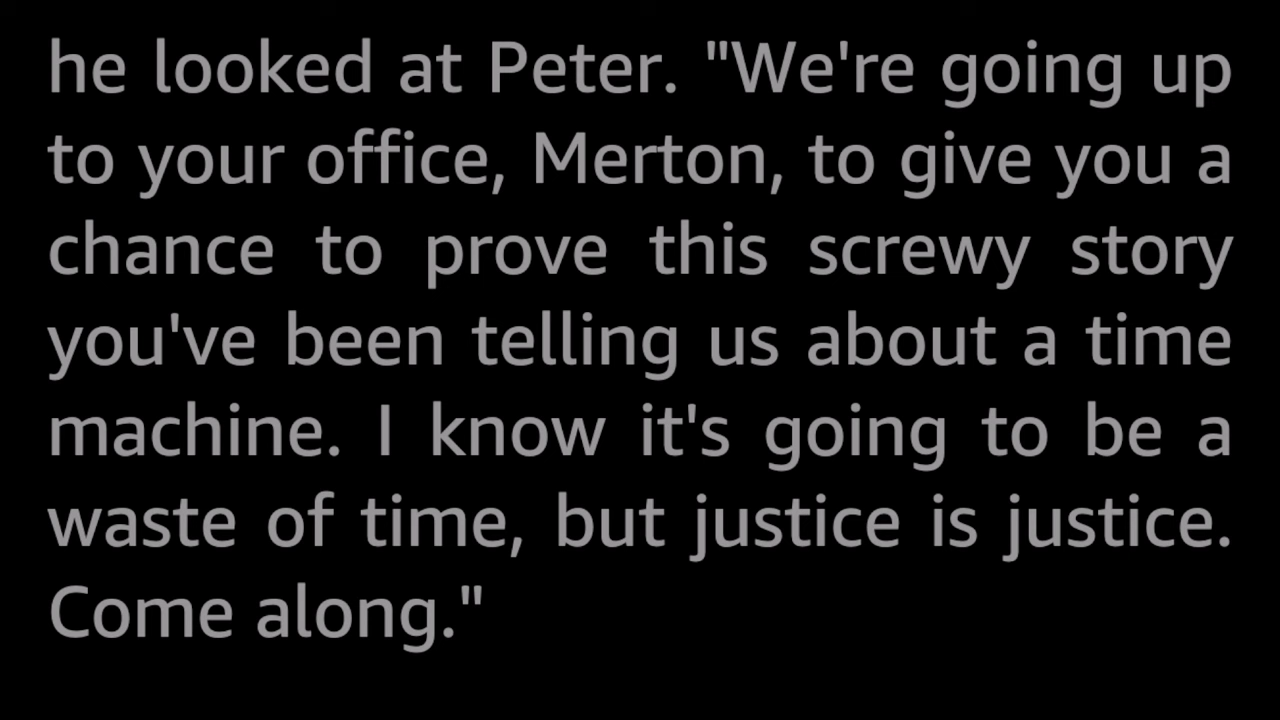 he looked at Peter. "We're going up
to your office, Merton, to give you a
chance to prove this screwy story
you've been telling us about a time
machine. I know it's going to be a
waste of time, but justice is justice.
Come along."